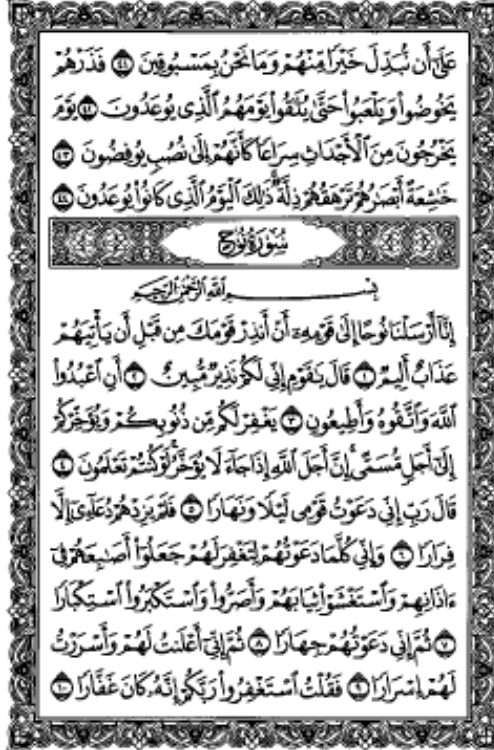 عَلَىٰٓ أَن نُّبَدِّلَ خَيْرًا مِّنْهُمْ وَمَا نَحْنُ بِمَسْبُوقِينَ ٤١ فَذَرْهُمْ
يَخُوضُوا۟ وَيَلْعَبُوا۟ حَتَّىٰ يُلَٰقُوا۟ يَوْمَهُمُ ٱلَّذِى يُوعَدُونَ ٤٢ يَوْمَ
يَخْرُجُونَ مِنَ ٱلْأَجْدَاثِ سِرَاعًا كَأَنَّهُمْ إِلَىٰ نُصُبٍ يُوفِضُونَ ٤٣
خَٰشِعَةً أَبْصَٰرُهُمْ تَرْهَقُهُمْ ذِلَّةٌ ۚ ذَٰلِكَ ٱلْيَوْمُ ٱلَّذِى كَانُوا۟ يُوعَدُونَ ٤٤
سُورَةُ نُوحٍ
بِسْمِ ٱللَّهِ ٱلرَّحْمَٰنِ ٱلرَّحِيمِ
إِنَّآ أَرْسَلْنَا نُوحًا إِلَىٰ قَوْمِهِۦٓ أَنْ أَنذِرْ قَوْمَكَ مِن قَبْلِ أَن يَأْتِيَهُمْ
عَذَابٌ أَلِيمٌ ١ قَالَ يَٰقَوْمِ إِنِّى لَكُمْ نَذِيرٌ مُّبِينٌ ٢ أَنِ ٱعْبُدُوا۟
ٱللَّهَ وَٱتَّقُوهُ وَأَطِيعُونِ ٣ يَغْفِرْ لَكُم مِّن ذُنُوبِكُمْ وَيُؤَخِّرْكُمْ
إِلَىٰٓ أَجَلٍ مُّسَمًّى ۚ إِنَّ أَجَلَ ٱللَّهِ إِذَا جَآءَ لَا يُؤَخَّرُ ۖ لَوْ كُنتُمْ تَعْلَمُونَ ٤
قَالَ رَبِّ إِنِّى دَعَوْتُ قَوْمِى لَيْلًا وَنَهَارًا ٥ فَلَمْ يَزِدْهُمْ دُعَآءِىٓ إِلَّا
فِرَارًا ٦ وَإِنِّى كُلَّمَا دَعَوْتُهُمْ لِتَغْفِرَ لَهُمْ جَعَلُوٓا۟ أَصَٰبِعَهُمْ فِىٓ
ءَاذَانِهِمْ وَٱسْتَغْشَوْا۟ ثِيَابَهُمْ وَأَصَرُّوا۟ وَٱسْتَكْبَرُوا۟ ٱسْتِكْبَارًا
٧ ثُمَّ إِنِّى دَعَوْتُهُمْ جِهَارًا ٨ ثُمَّ إِنِّىٓ أَعْلَنتُ لَهُمْ وَأَسْرَرْتُ
لَهُمْ إِسْرَارًا ٩ فَقُلْتُ ٱسْتَغْفِرُوا۟ رَبَّكُمْ إِنَّهُۥ كَانَ غَفَّارًا ١٠